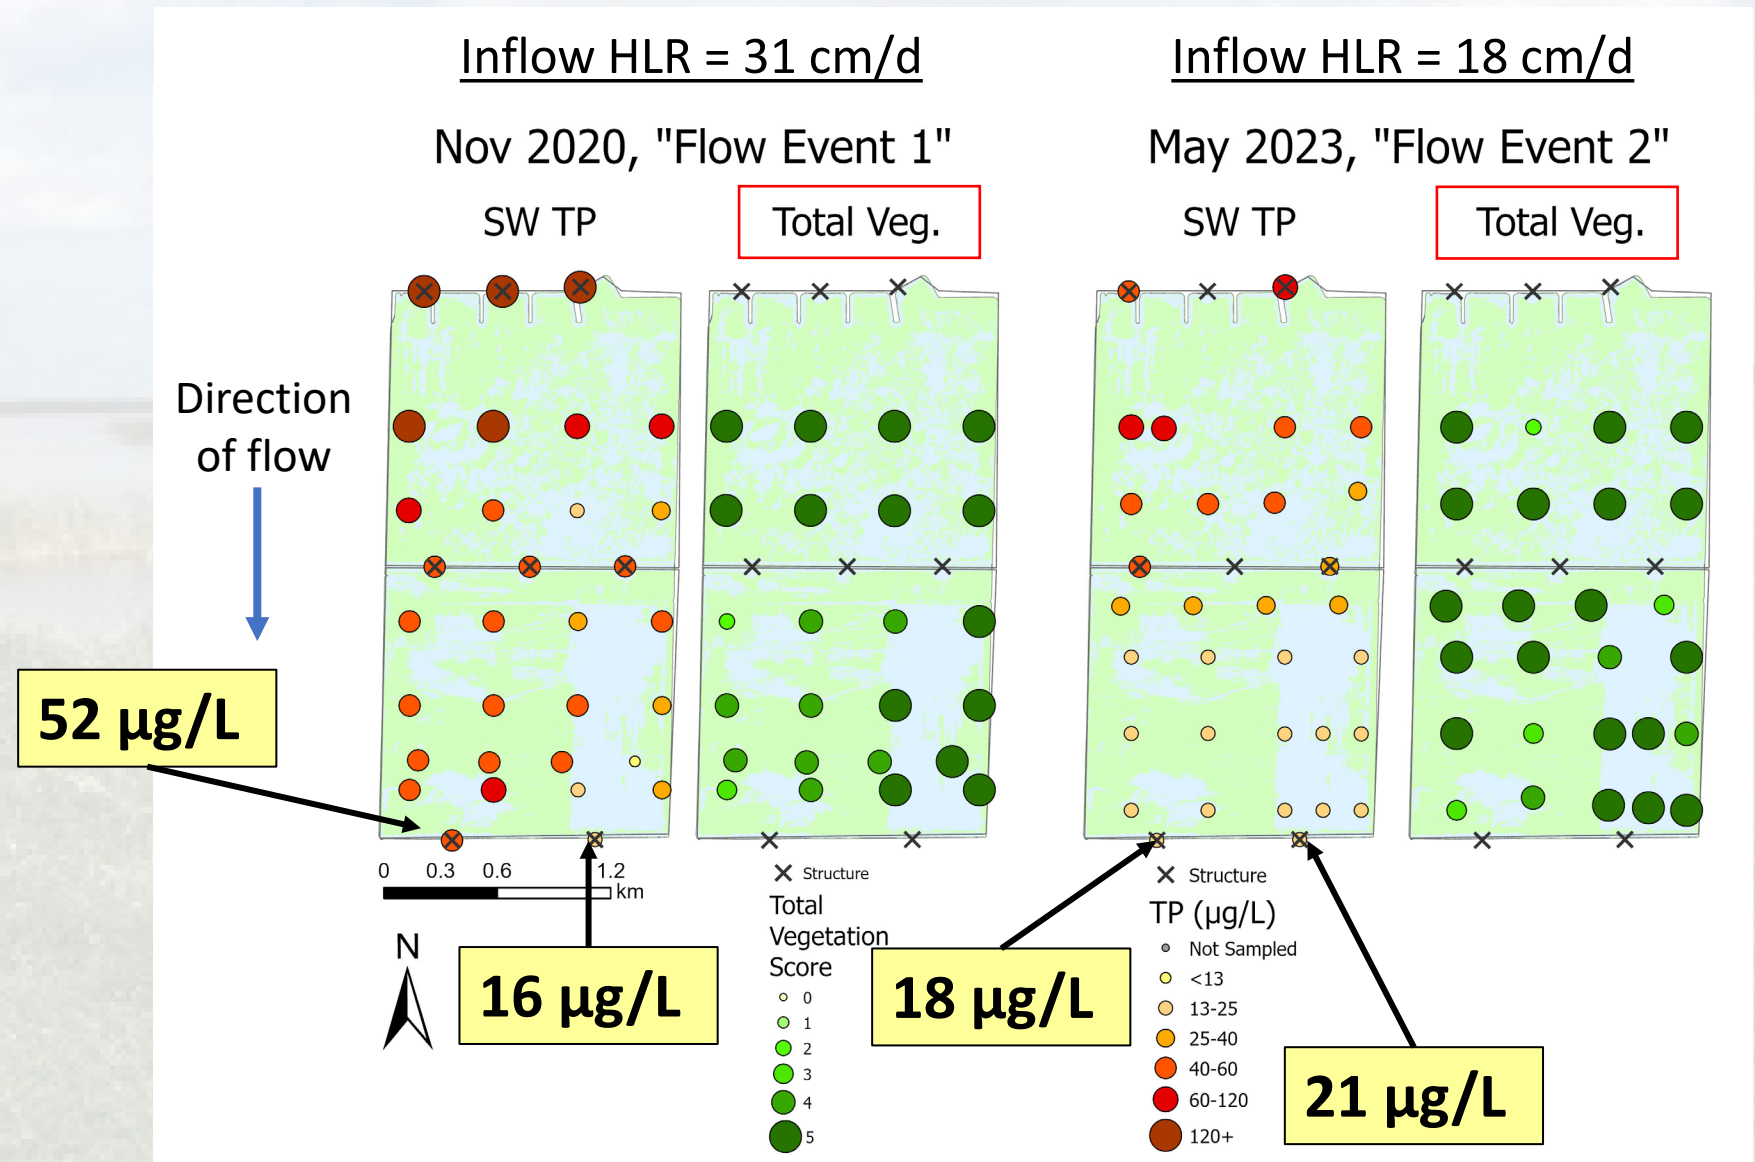 Inflow HLR = 31 cm/d
Inflow HLR = 18 cm/d
Nov 2020, "Flow Event 1"
May 2023, "Flow Event 2"
SW TP
Total Veg.
SW TP
Total Veg.
Direction
of flow
52 µg/L
0 0.3 0.6 1.2
km
N
16 µg/L
Structure
Total
Vegetation
Score
0
1
2
3
4
5
18 µg/L
Structure
TP (µg/L)
Not Sampled
<13
13-25
25-40
40-60
60-120
120+
21 µg/L